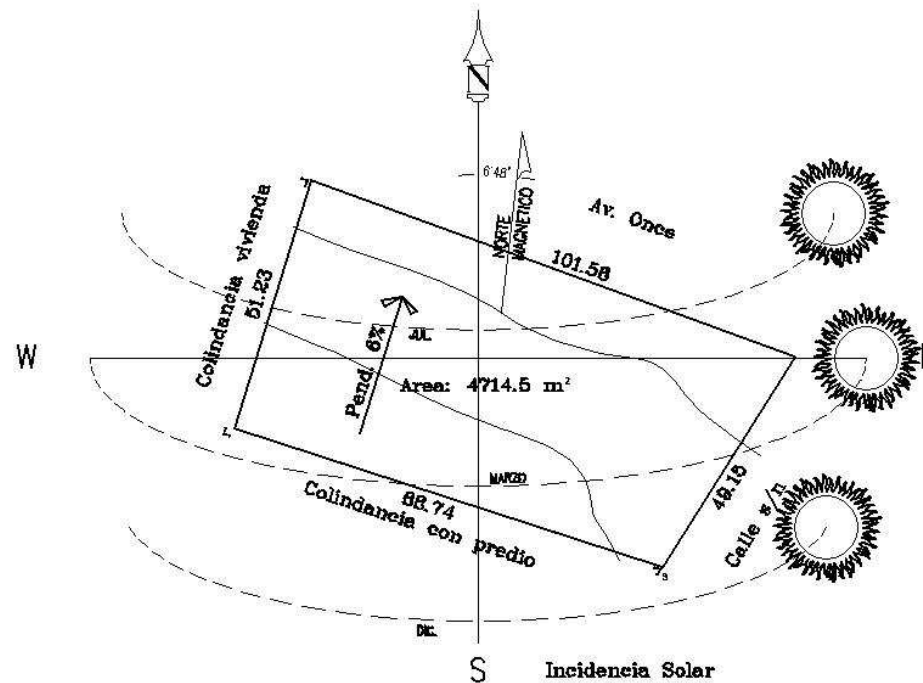 6°48"
NORTE
MAGNETICO
Av. Once
101.58
Colindancia vivienda
51.23
Pend. 6%
JUL.
W
Area: 4714.5 m²
MARZO
88.74
Colindancia con predio
49.15
Calle s/n
3
DIC.
S
Incidencia Solar